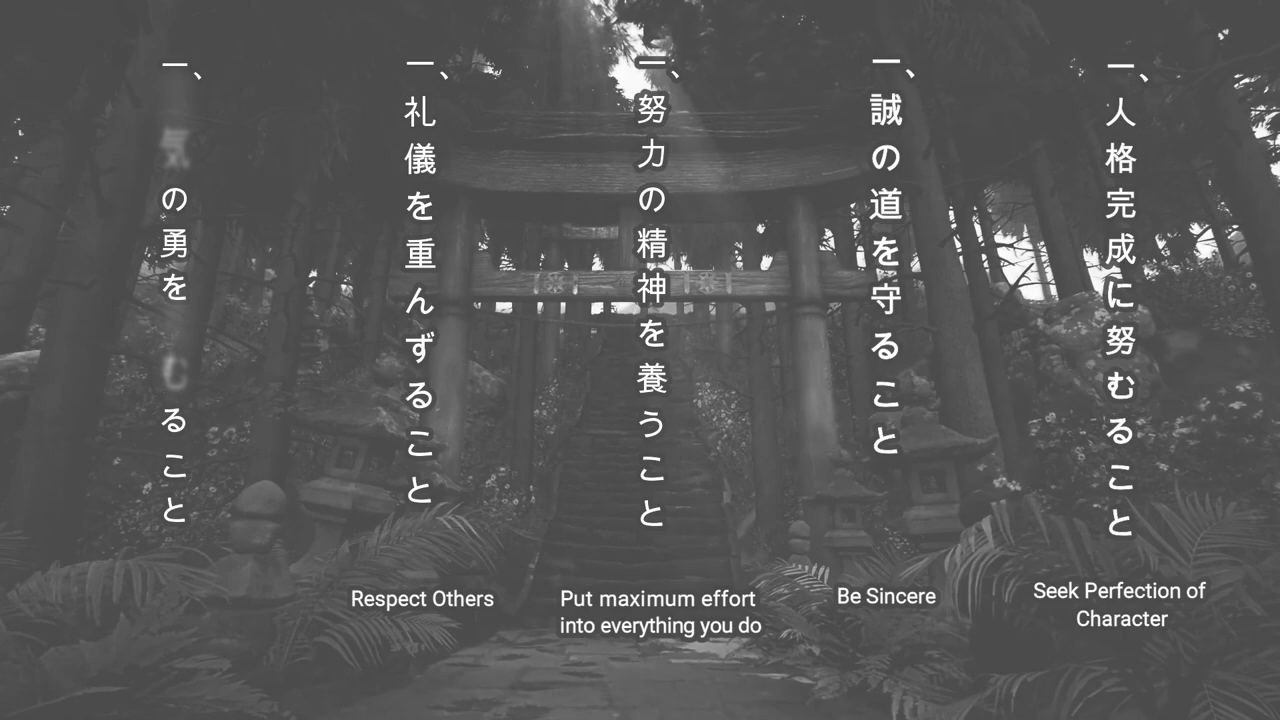 一、人格完成に努むること
Seek Perfection of
Character
一、誠の道を守ること
Be Sincere
一、努力の精神を養うこと
Put maximum effort
into everything you do
一、礼儀を重んずること
Respect Others
一、の勇を ること